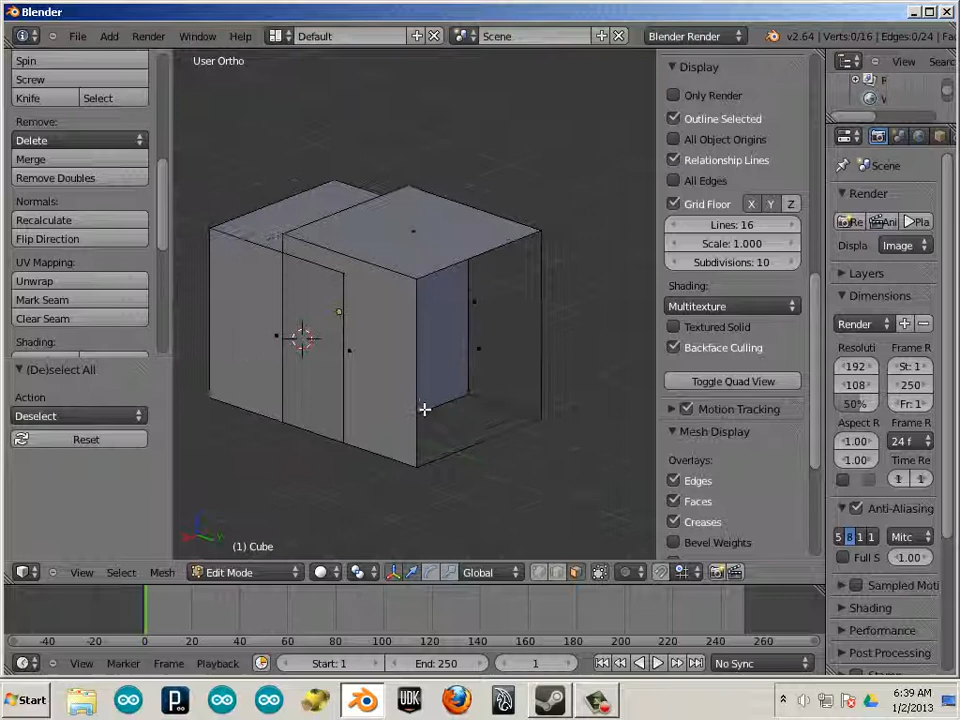 Blender
File Add Render Window Help Default Scene Blender Render v2.64 | Verts:0/16 | Edges:0/24 | Fa
Spin
Screw
Knife Select
Remove:
Delete
Merge
Remove Doubles
Normals:
Recalculate
Flip Direction
UV Mapping:
Unwrap
Mark Seam
Clear Seam
Shading:
(De)select All
Action
Deselect
Reset
User Ortho
(1) Cube
Display
Only Render
Outline Selected
All Object Origins
Relationship Lines
All Edges
Grid Floor X Y Z
Lines: 16
Scale: 1.000
Subdivisions: 10
Shading:
Multitexture
Textured Solid
Backface Culling
Toggle Quad View
Motion Tracking
Mesh Display
Overlays:
Edges
Faces
Creases
Bevel Weights
View Searc
Scene
Render
Re Ani Pla
Displa Image
Layers
Dimensions
Render
Resoluti Frame R
192 St: 1
108 250
50% Fr: 1
Aspect R Frame R
1.00 24 f
1.00 Time Re
1 1
Anti-Aliasing
5 8 1 1 Mitc
Full S 1.00
Sampled Moti
Shading
Performance
Post Processing
View Select Mesh Edit Mode Global
-40 -20 0 20 40 60 80 100 120 140 160 180 200 220 240 260
View Marker Frame Playback Start: 1 End: 250 1 No Sync
Start UDK 6:39 AM
1/2/2013